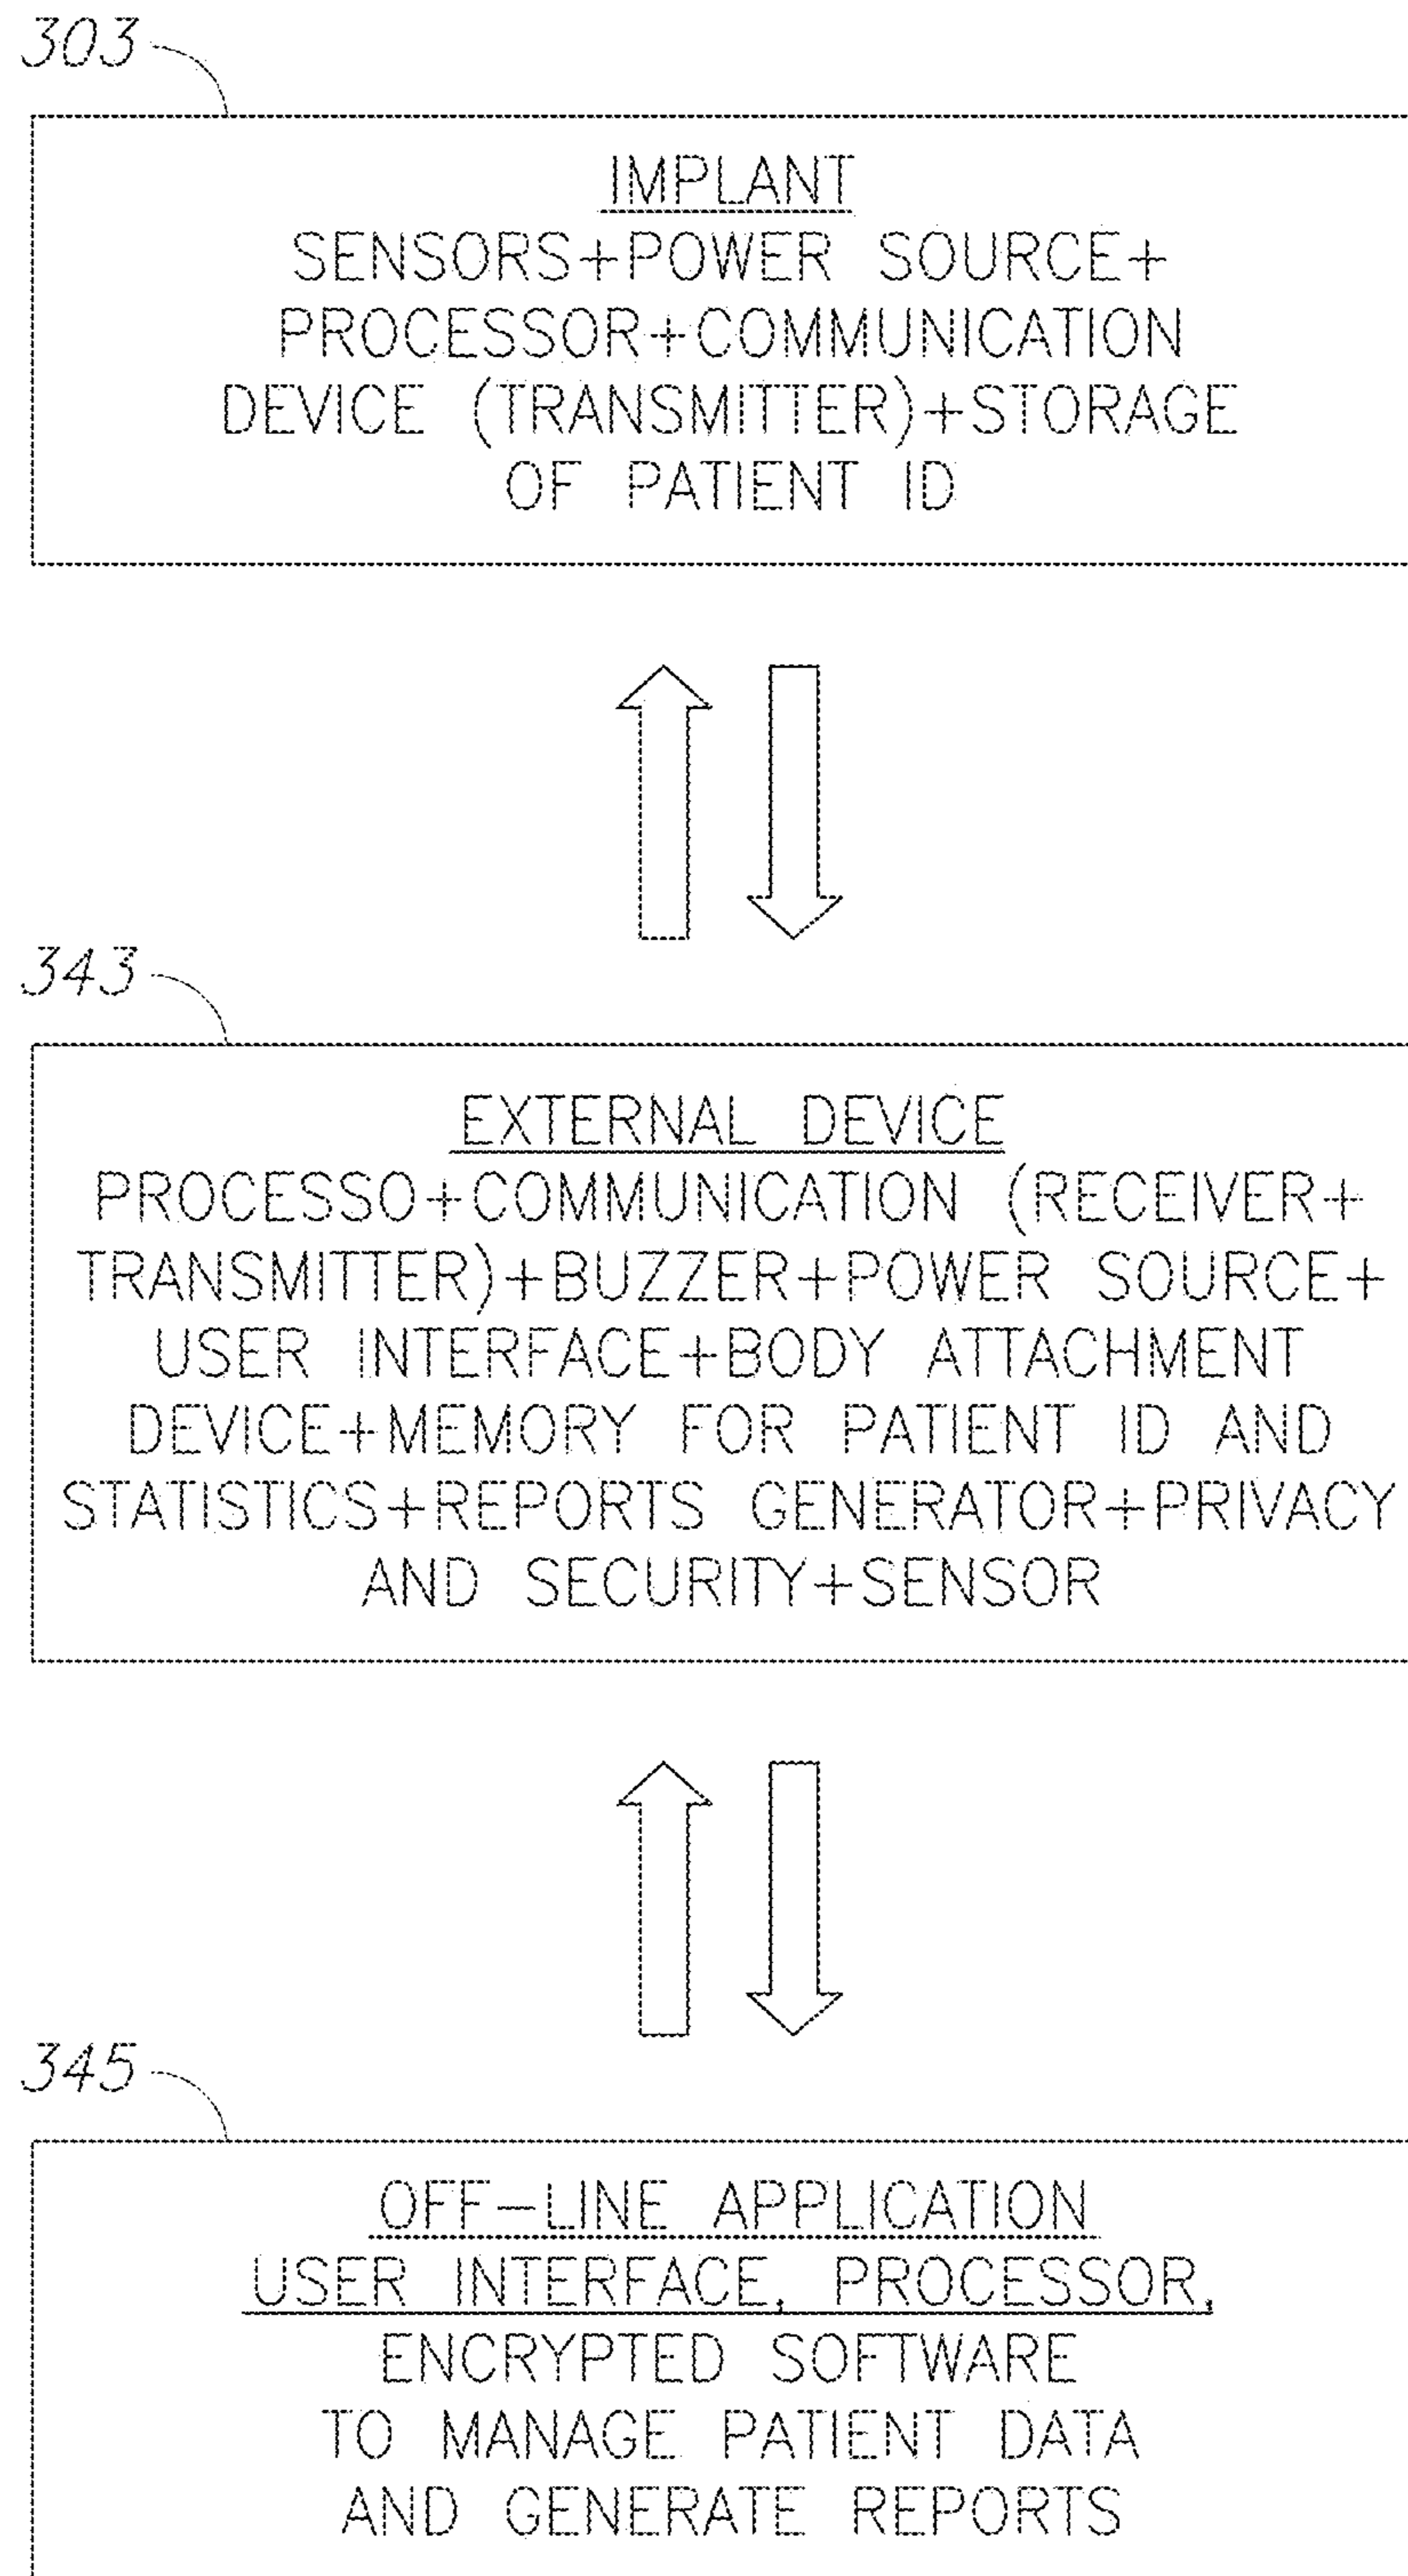 303
IMPLANT
SENSORS+POWER SOURCE+
PROCESSOR+COMMUNICATION
DEVICE (TRANSMITTER)+STORAGE
OF PATIENT ID
343
EXTERNAL DEVICE
PROCESSO+COMMUNICATION (RECEIVER+
TRANSMITTER)+BUZZER+POWER SOURCE+
USER INTERFACE+BODY ATTACHMENT
DEVICE+MEMORY FOR PATIENT ID AND
STATISTICS+REPORTS GENERATOR+PRIVACY
AND SECURITY+SENSOR
345
OFF-LINE APPLICATION
USER INTERFACE, PROCESSOR,
ENCRYPTED SOFTWARE
TO MANAGE PATIENT DATA
AND GENERATE REPORTS